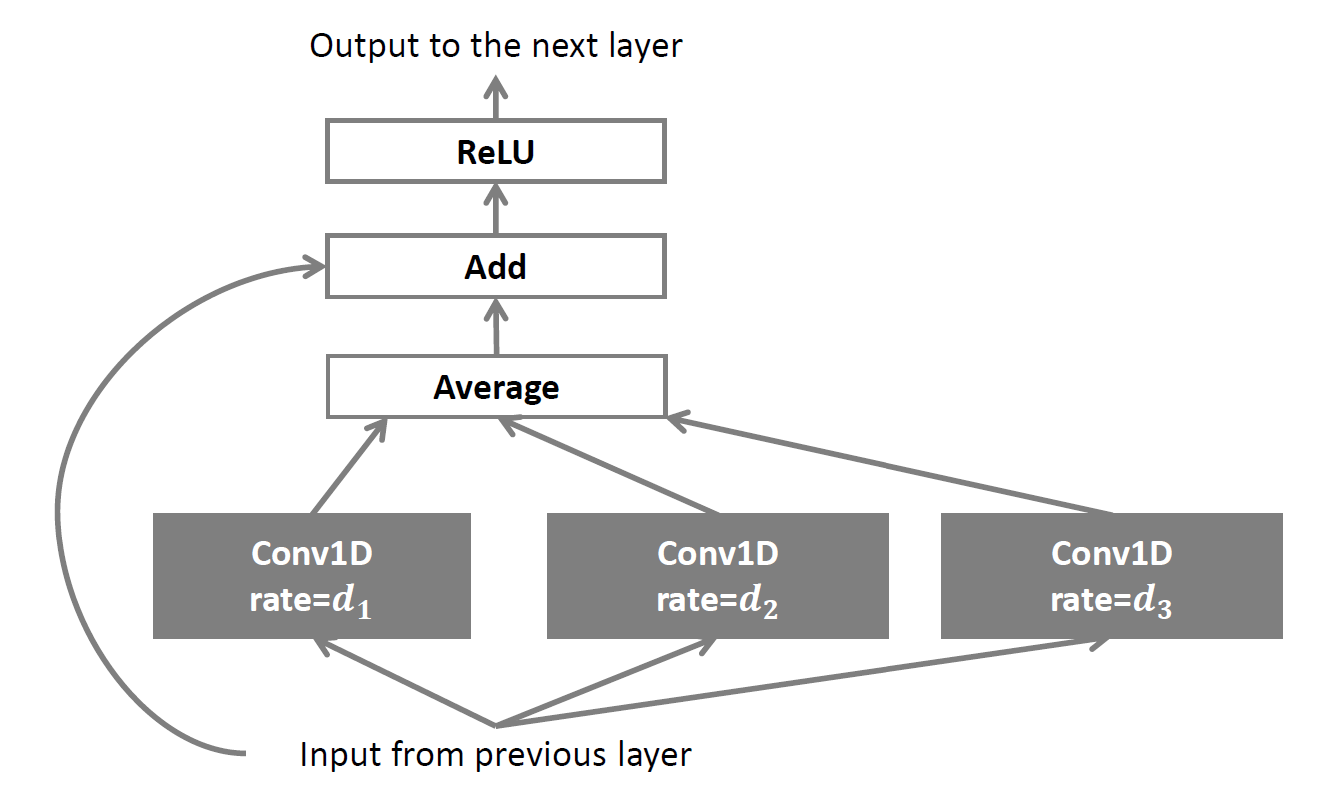 Output to the next layer
ReLU
Add
Average
Conv1D
rate=d₁
Conv1D
rate=d₂
Conv1D
rate=d₃
Input from previous layer